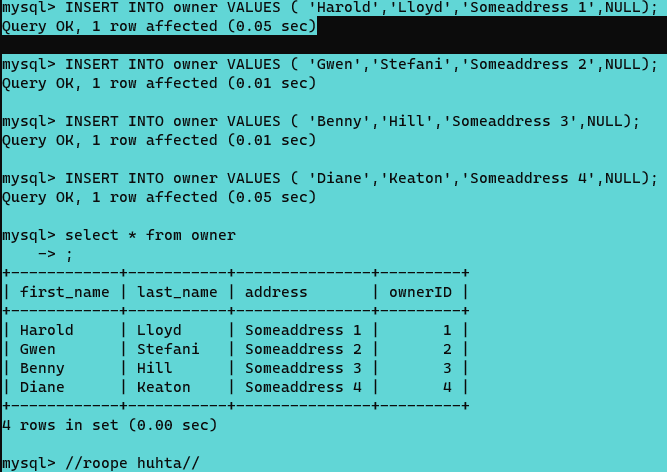 mysql> INSERT INTO owner VALUES ( 'Harold','Lloyd','Someaddress 1',NULL);
Query OK, 1 row affected (0.05 sec)
mysql> INSERT INTO owner VALUES ( 'Gwen','Stefani','Someaddress 2',NULL);
Query OK, 1 row affected (0.01 sec)
mysql> INSERT INTO owner VALUES ( 'Benny','Hill','Someaddress 3',NULL);
Query OK, 1 row affected (0.01 sec)
mysql> INSERT INTO owner VALUES ( 'Diane','Keaton','Someaddress 4',NULL);
Query OK, 1 row affected (0.05 sec)
mysql> select * from owner
    -> ;
+------------+-----------+---------------+---------+
| first_name | last_name | address       | ownerID |
+------------+-----------+---------------+---------+
| Harold     | Lloyd     | Someaddress 1 |       1 |
| Gwen       | Stefani   | Someaddress 2 |       2 |
| Benny      | Hill      | Someaddress 3 |       3 |
| Diane      | Keaton    | Someaddress 4 |       4 |
+------------+-----------+---------------+---------+
4 rows in set (0.00 sec)
mysql> //roope huhta//